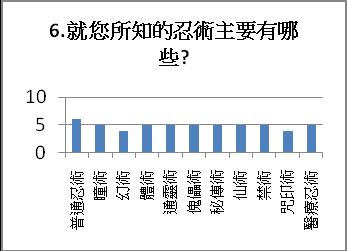 6.就您所知的忍術主要有哪
些?
10
5
0
普通忍術
瞳術
幻術
體術
通靈術
傀儡術
秘傳術
仙術
禁術
咒印術
醫療忍術